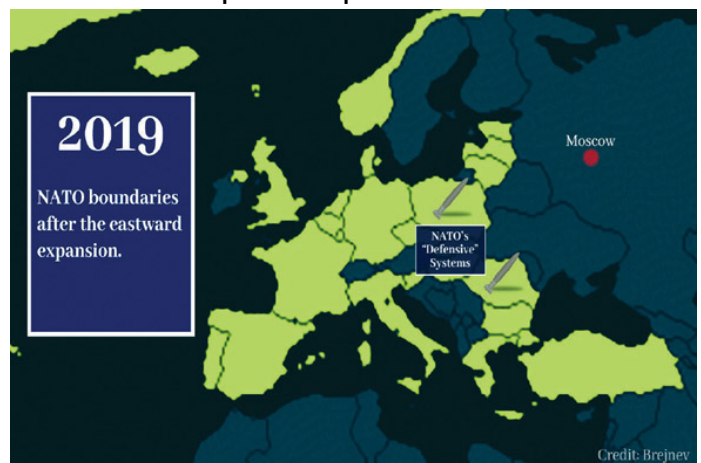 2019
NATO boundaries
after the eastward
expansion.
Moscow
NATO's
"Defensive"
Systems
Credit: Brejnev